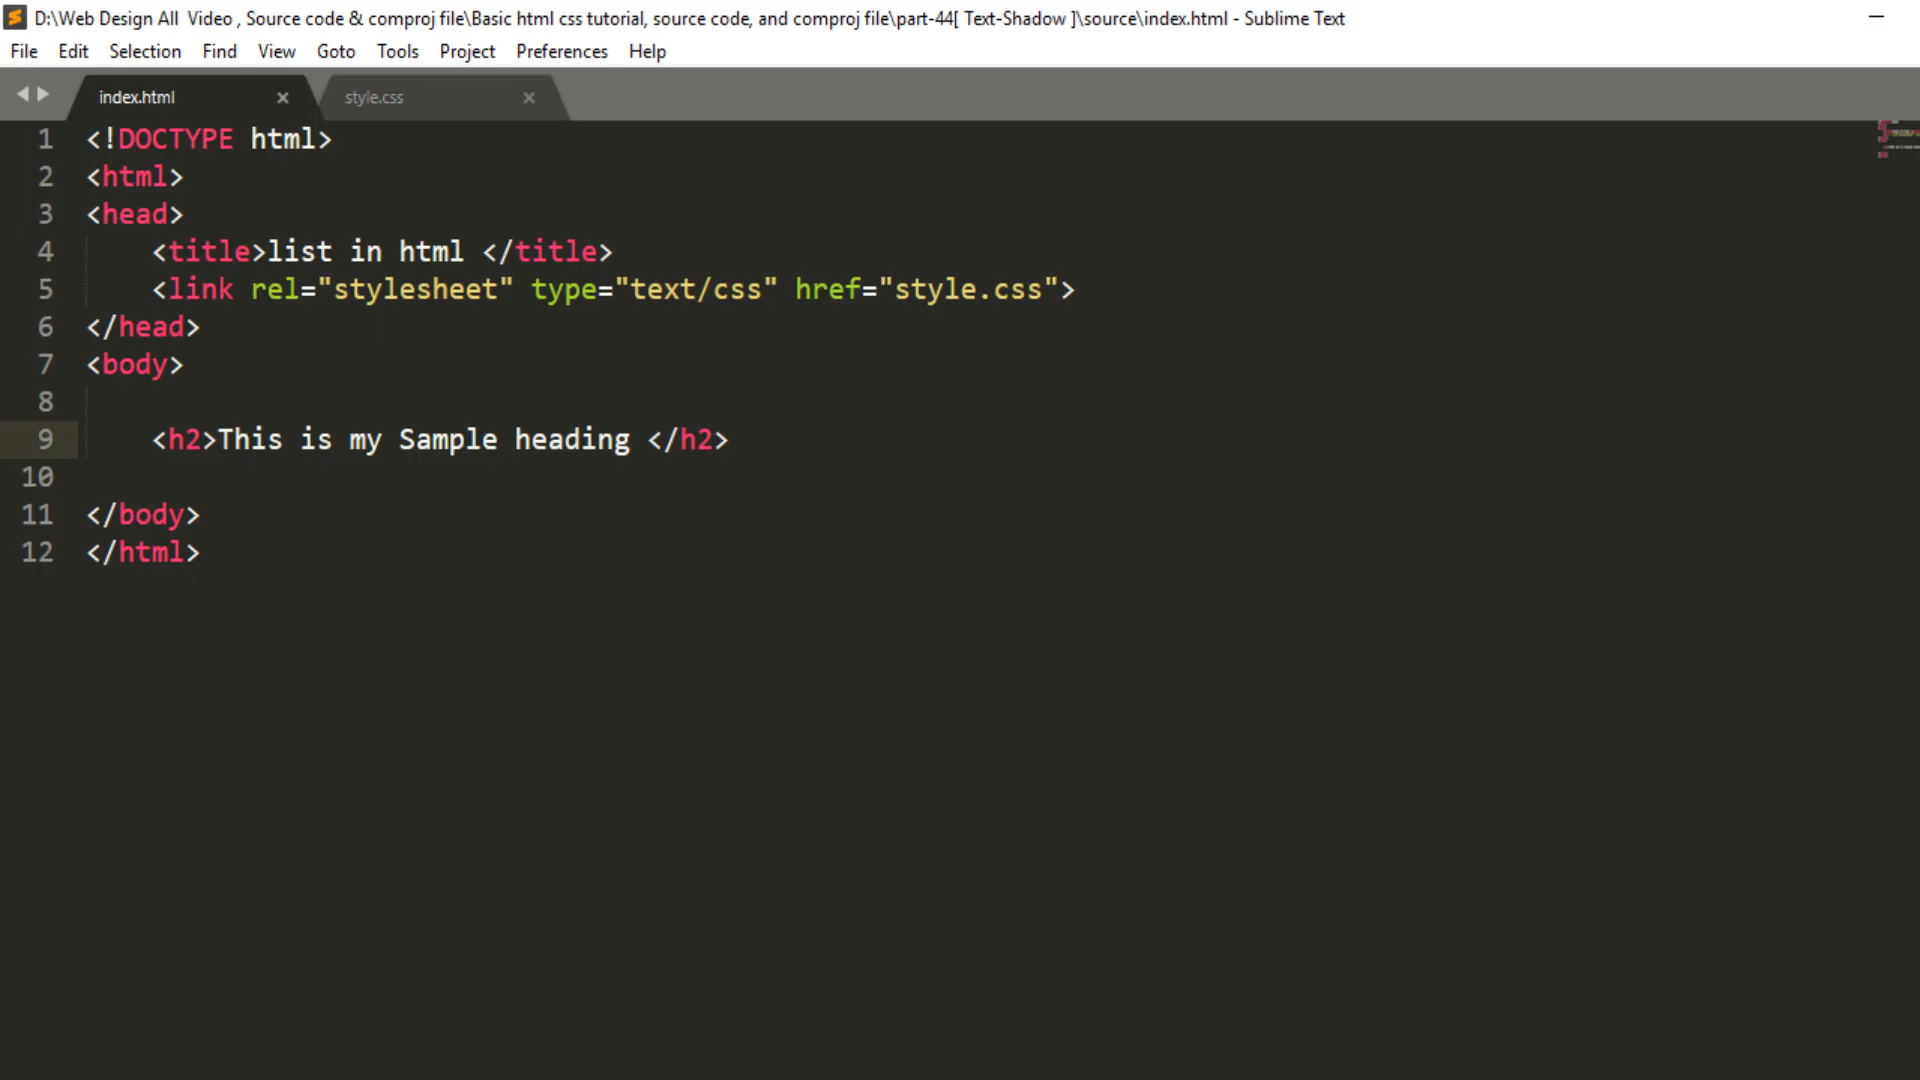 D:\Web Design All  Video , Source code & comproj file\Basic html css tutorial, source code, and comproj file\part-44[ Text-Shadow ]\source\index.html - Sublime Text
File Edit Selection Find View Goto Tools Project Preferences Help
index.html × style.css ×
1 <!DOCTYPE html>
2 <html>
3 <head>
4     <title>list in html </title>
5     <link rel="stylesheet" type="text/css" href="style.css">
6 </head>
7 <body>
8
9     <h2>This is my Sample heading </h2>
10
11 </body>
12 </html>